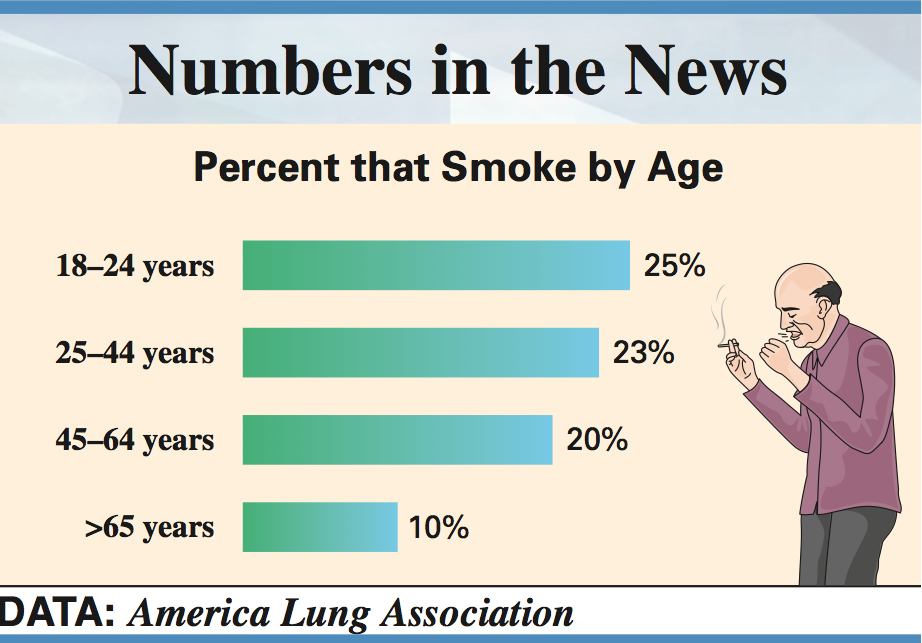 Numbers in the News
Percent that Smoke by Age
18–24 years 25%
25–44 years 23%
45–64 years 20%
>65 years 10%
DATA: America Lung Association